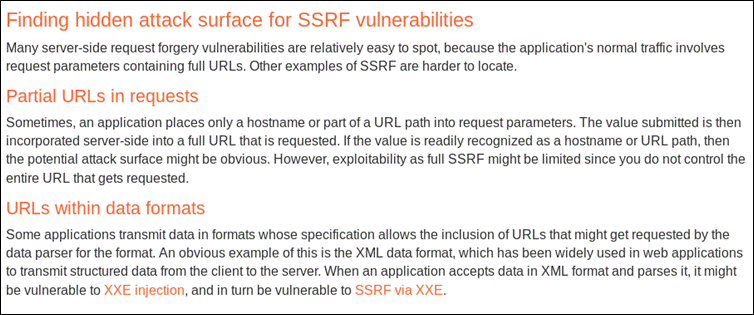 Finding hidden attack surface for SSRF vulnerabilities
Many server-side request forgery vulnerabilities are relatively easy to spot, because the application's normal traffic involves
request parameters containing full URLs. Other examples of SSRF are harder to locate.
Partial URLs in requests
Sometimes, an application places only a hostname or part of a URL path into request parameters. The value submitted is then
incorporated server-side into a full URL that is requested. If the value is readily recognized as a hostname or URL path, then
the potential attack surface might be obvious. However, exploitability as full SSRF might be limited since you do not control the
entire URL that gets requested.
URLs within data formats
Some applications transmit data in formats whose specification allows the inclusion of URLs that might get requested by the
data parser for the format. An obvious example of this is the XML data format, which has been widely used in web applications
to transmit structured data from the client to the server. When an application accepts data in XML format and parses it, it might
be vulnerable to XXE injection, and in turn be vulnerable to SSRF via XXE.